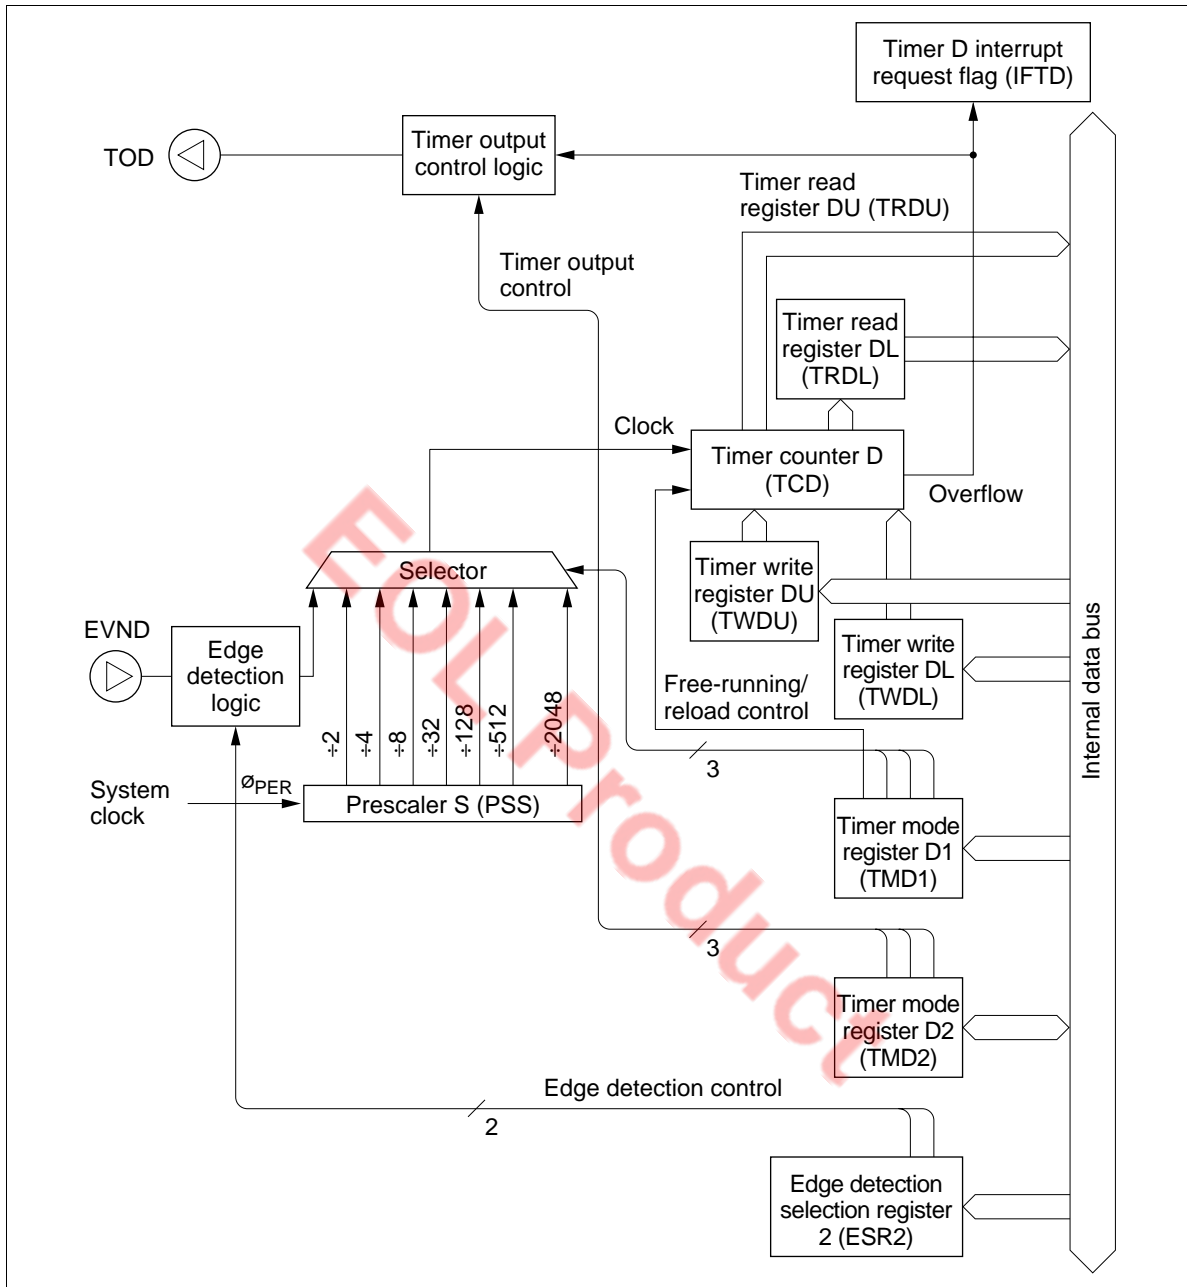 Timer D interrupt
request flag (IFTD)
Timer output
control logic
TOD
Timer read
register DU (TRDU)
Timer output
control
Timer read
register DL
(TRDL)
Clock
Timer counter D
(TCD)
Overflow
Selector
Timer write
register DU
(TWDU)
EVND
Edge
detection
logic
Timer write
register DL
(TWDL)
Free-running/
reload control
÷2
÷4
÷8
÷32
÷128
÷512
÷2048
3
Internal data bus
System
clock
øPER
Prescaler S (PSS)
Timer mode
register D1
(TMD1)
3
Timer mode
register D2
(TMD2)
Edge detection control
2
Edge detection
selection register
2 (ESR2)
EOL Product